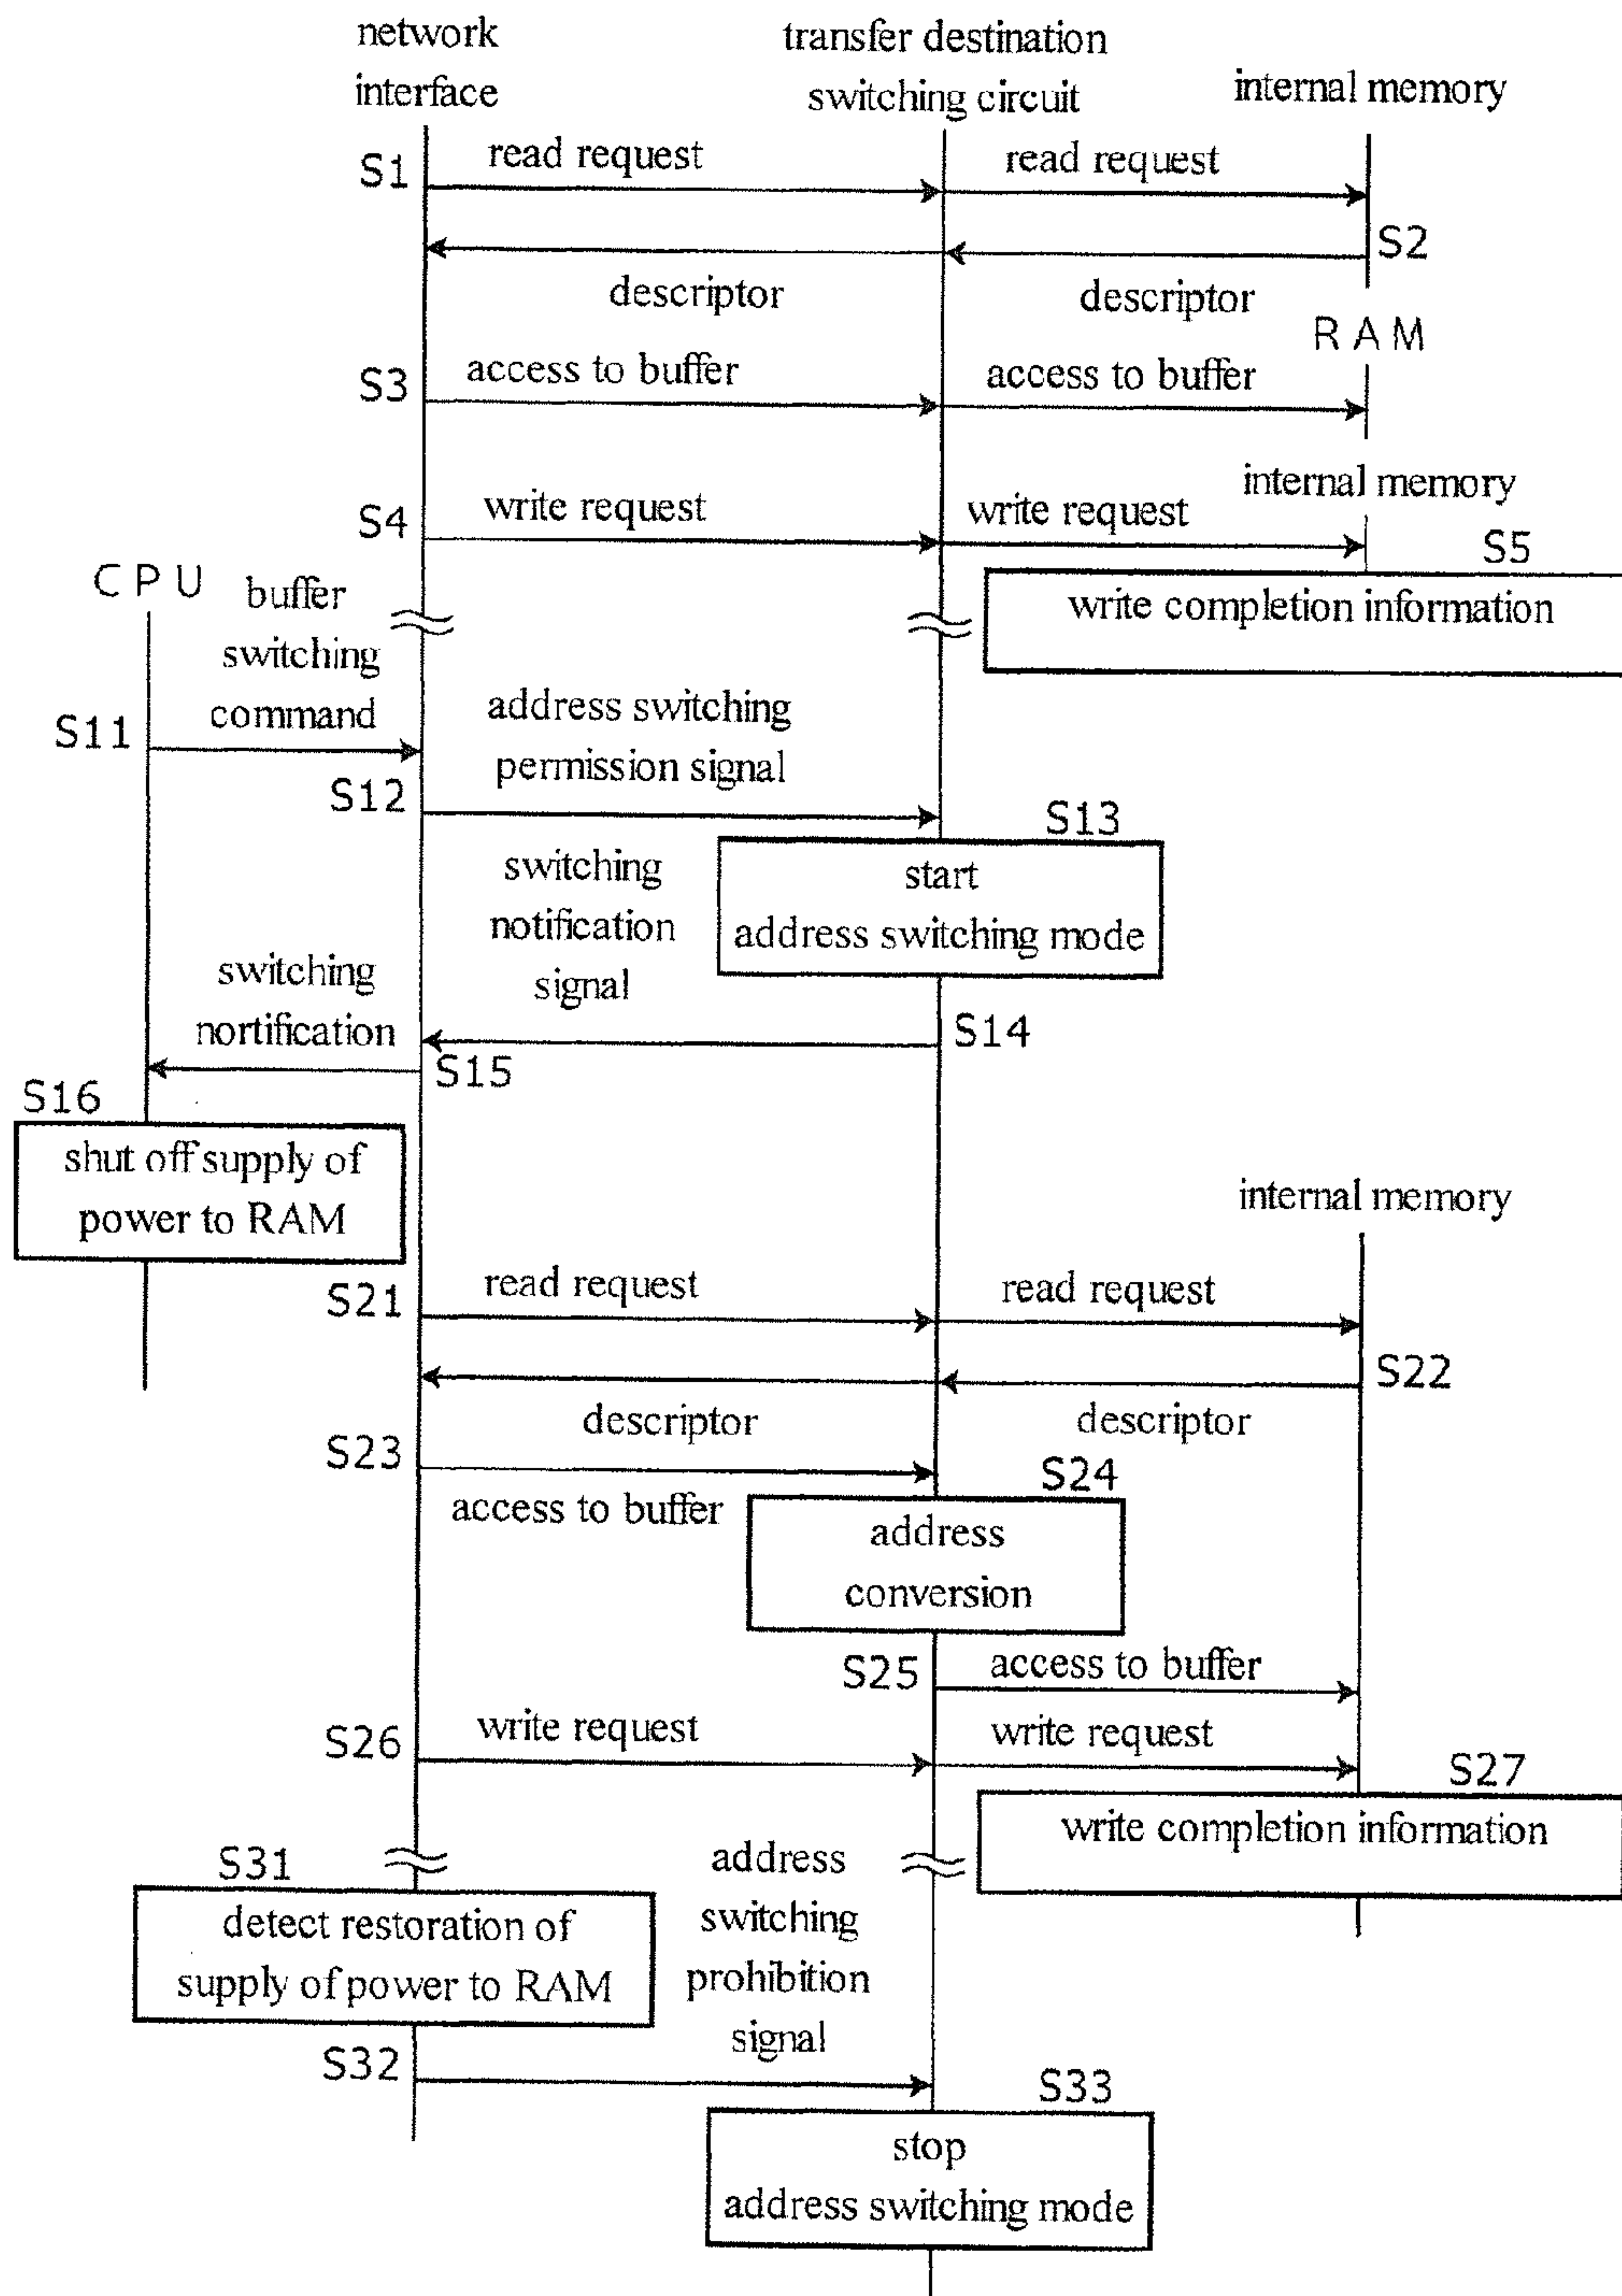 network
interface
transfer destination
switching circuit
internal memory
S1
read request
read request
S2
descriptor
descriptor
RAM
S3
access to buffer
access to buffer
internal memory
S4
write request
write request
S5
write completion information
CPU
buffer
switching
command
S11
address switching
permission signal
S12
S13
start
address switching mode
switching
notification
signal
S14
switching
nortification
S15
S16
shut off supply of
power to RAM
internal memory
S21
read request
read request
S22
descriptor
descriptor
S23
access to buffer
S24
address
conversion
S25
access to buffer
S26
write request
write request
S27
write completion information
S31
detect restoration of
supply of power to RAM
address
switching
prohibition
signal
S32
S33
stop
address switching mode